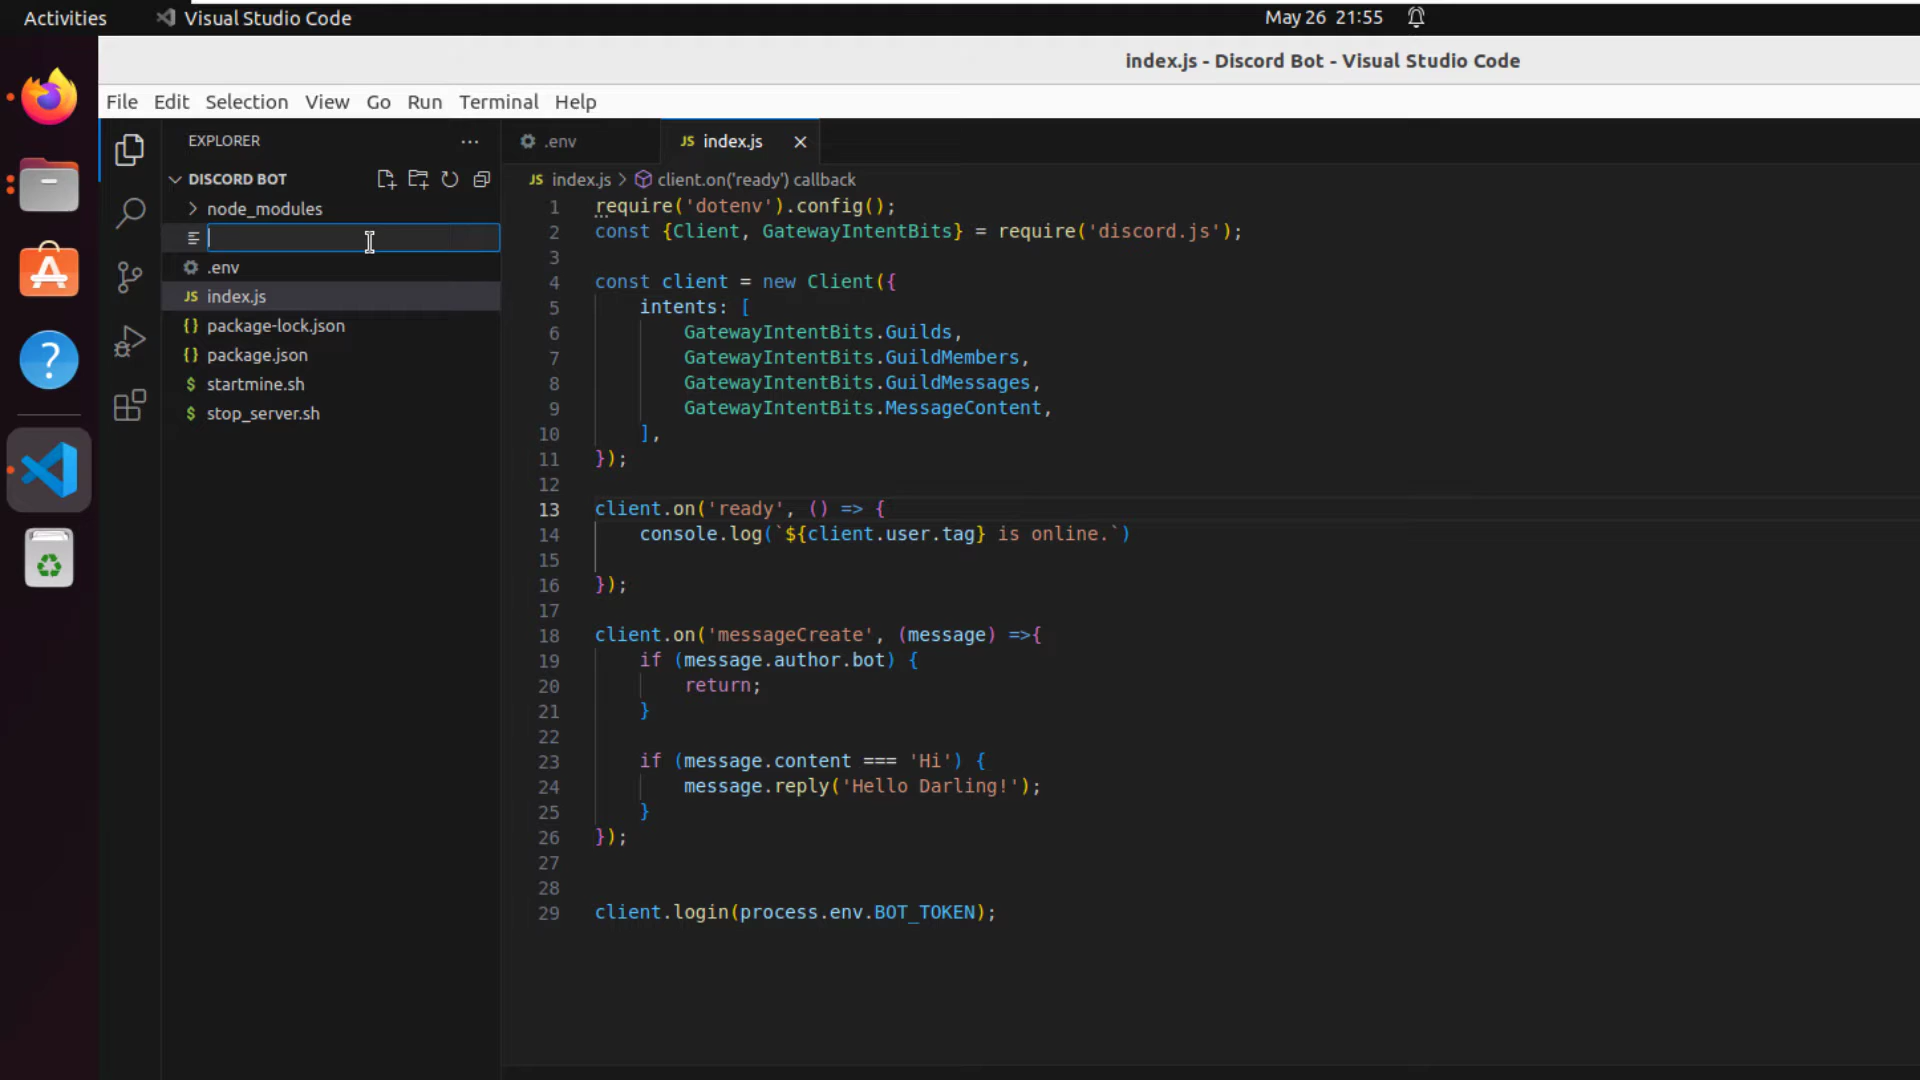 Activities
Visual Studio Code
May 26 21:55
index.js - Discord Bot - Visual Studio Code
File Edit Selection View Go Run Terminal Help
EXPLORER
DISCORD BOT
node_modules
.env
JS index.js
{} package-lock.json
{} package.json
$ startmine.sh
$ stop_server.sh
.env
JS index.js
JS index.js > client.on('ready') callback
1 require('dotenv').config();
2 const {Client, GatewayIntentBits} = require('discord.js');
3
4 const client = new Client({
5 intents: [
6 GatewayIntentBits.Guilds,
7 GatewayIntentBits.GuildMembers,
8 GatewayIntentBits.GuildMessages,
9 GatewayIntentBits.MessageContent,
10 ],
11 });
12
13 client.on('ready', () => {
14 console.log(`${client.user.tag} is online.`)
15
16 });
17
18 client.on('messageCreate', (message) =>{
19 if (message.author.bot) {
20 return;
21 }
22
23 if (message.content === 'Hi') {
24 message.reply('Hello Darling!');
25 }
26 });
27
28
29 client.login(process.env.BOT_TOKEN);